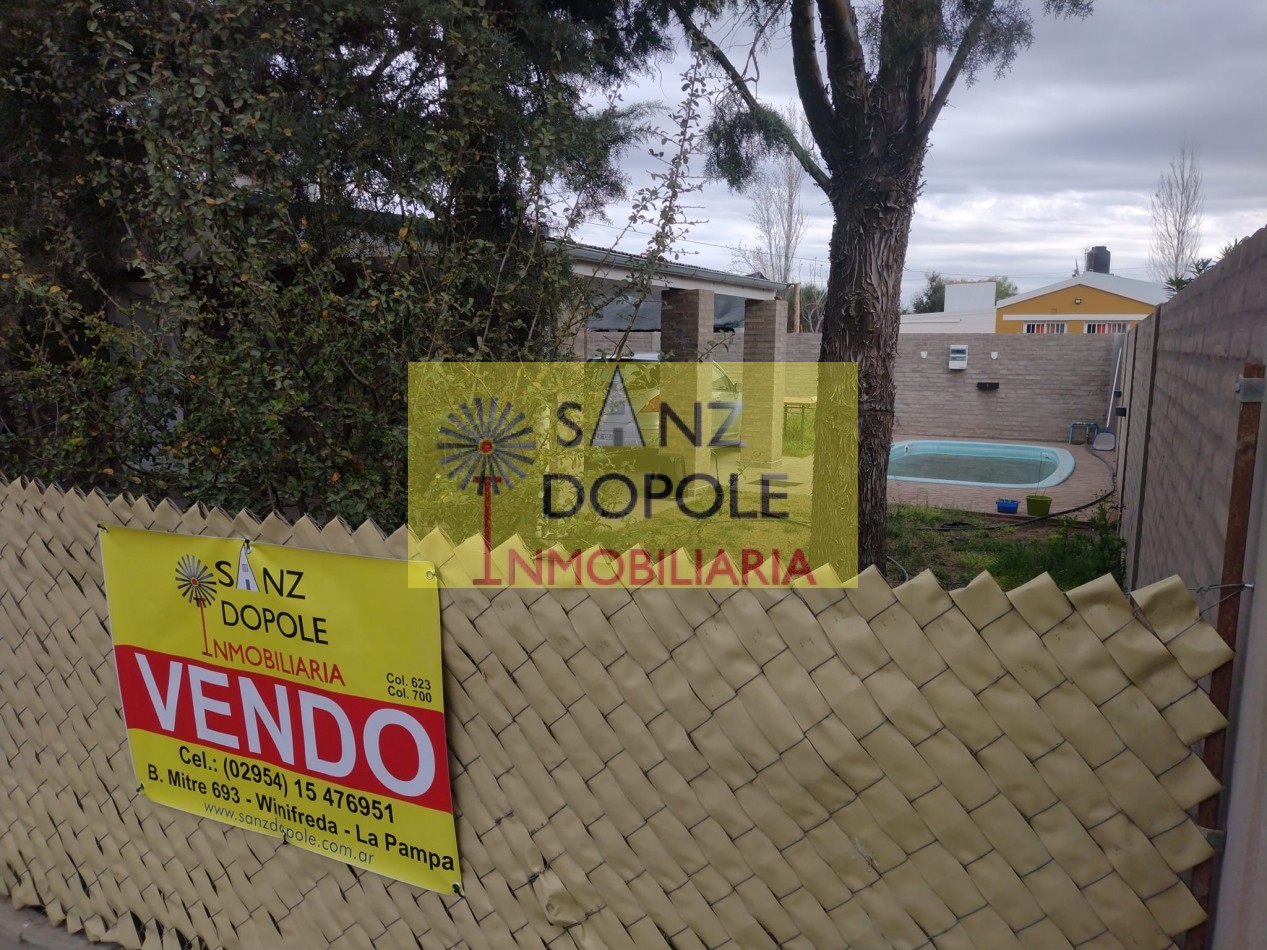 SANZ
DOPOLE
INMOBILIARIA
SANZ
DOPOLE
INMOBILIARIA
Col. 623
Col. 700
VENDO
Cel.: (02954) 15 476951
B. Mitre 693 - Winifreda - La Pampa
www.sanzdopole.com.ar